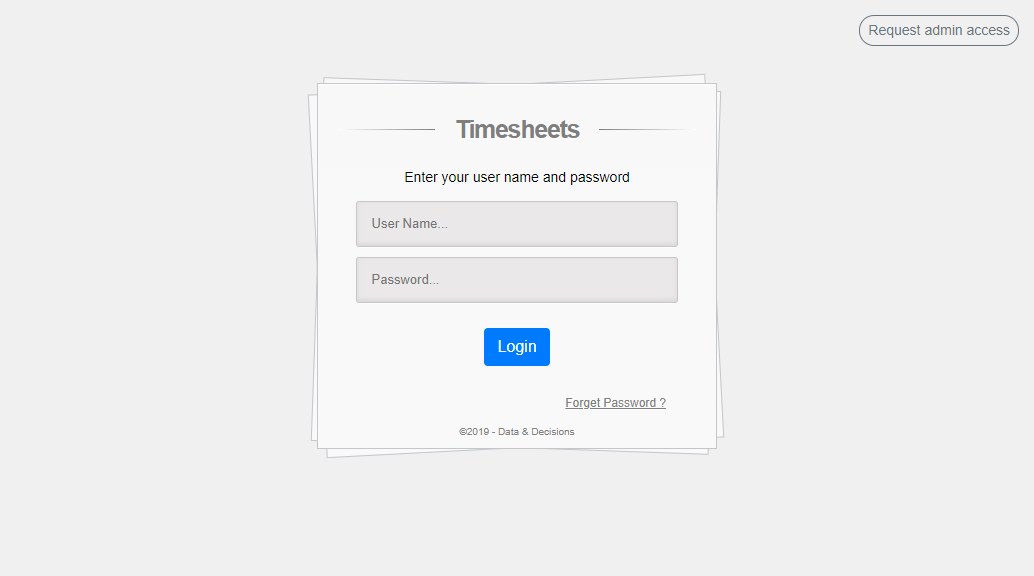 Request admin access
Timesheets
Enter your user name and password
User Name...
Password...
Login
Forget Password ?
©2019 - Data & Decisions